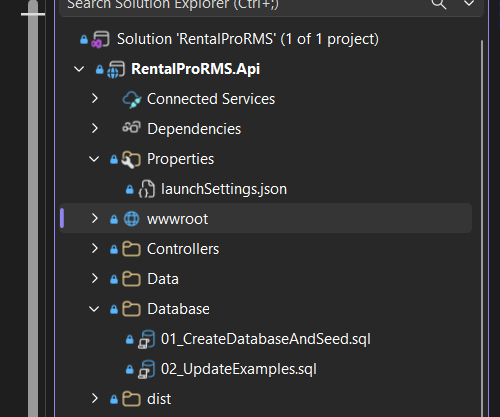 Search Solution Explorer (Ctrl+;)
Solution 'RentalProRMS' (1 of 1 project)
RentalProRMS.Api
Connected Services
Dependencies
Properties
launchSettings.json
wwwroot
Controllers
Data
Database
01_CreateDatabaseAndSeed.sql
02_UpdateExamples.sql
dist